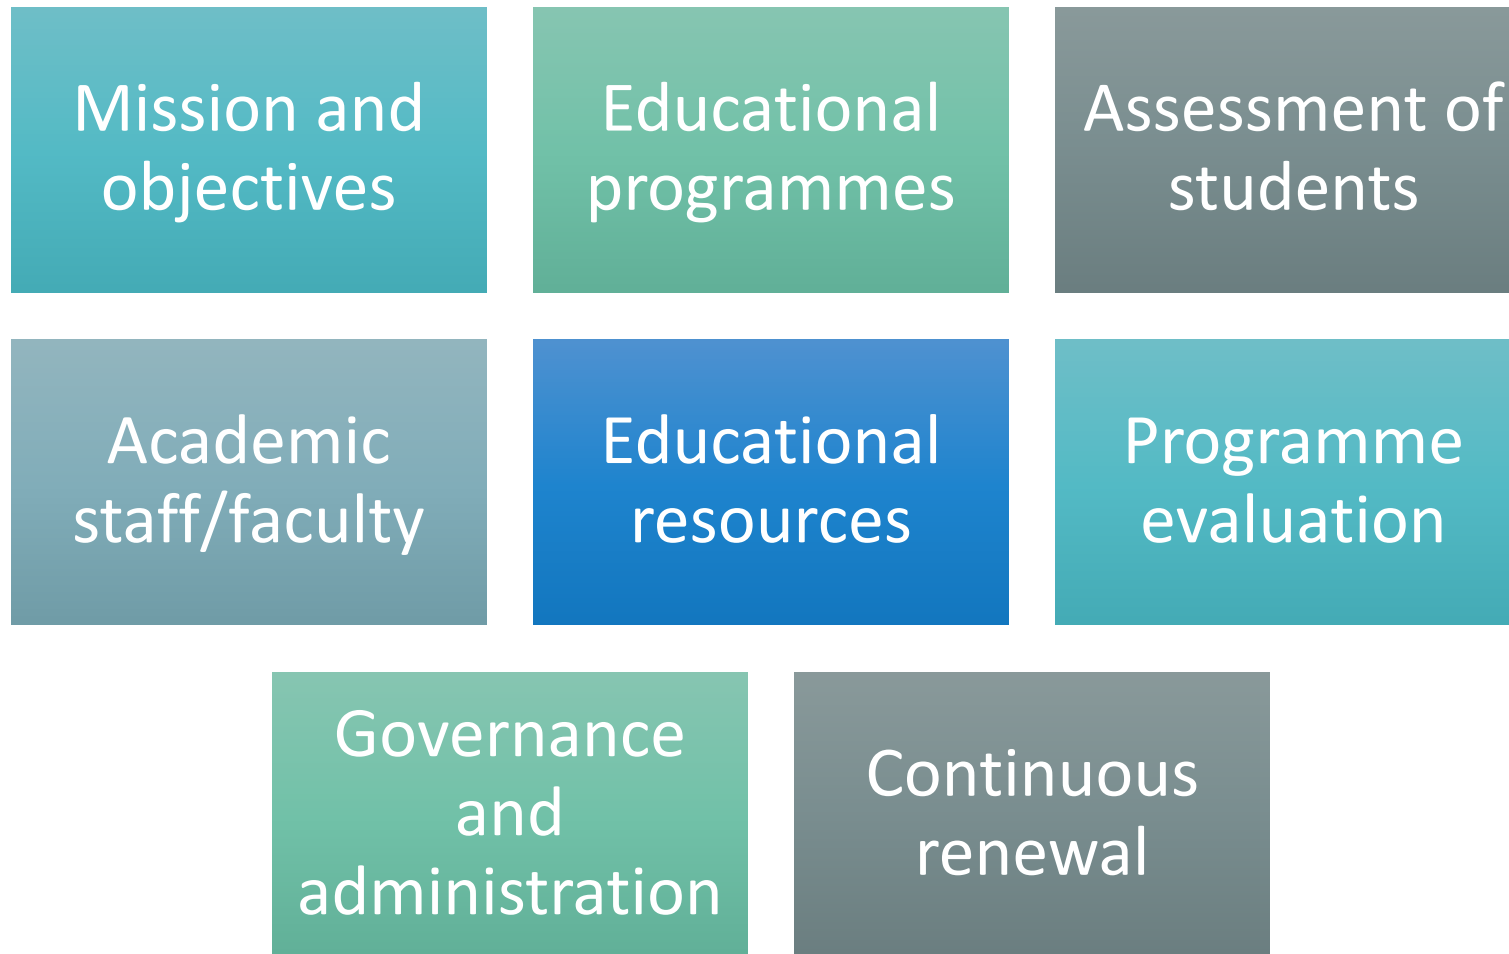 Mission and
objectives
Educational
programmes
Assessment of
students
Academic
staff/faculty
Educational
resources
Programme
evaluation
Governance
and
administration
Continuous
renewal